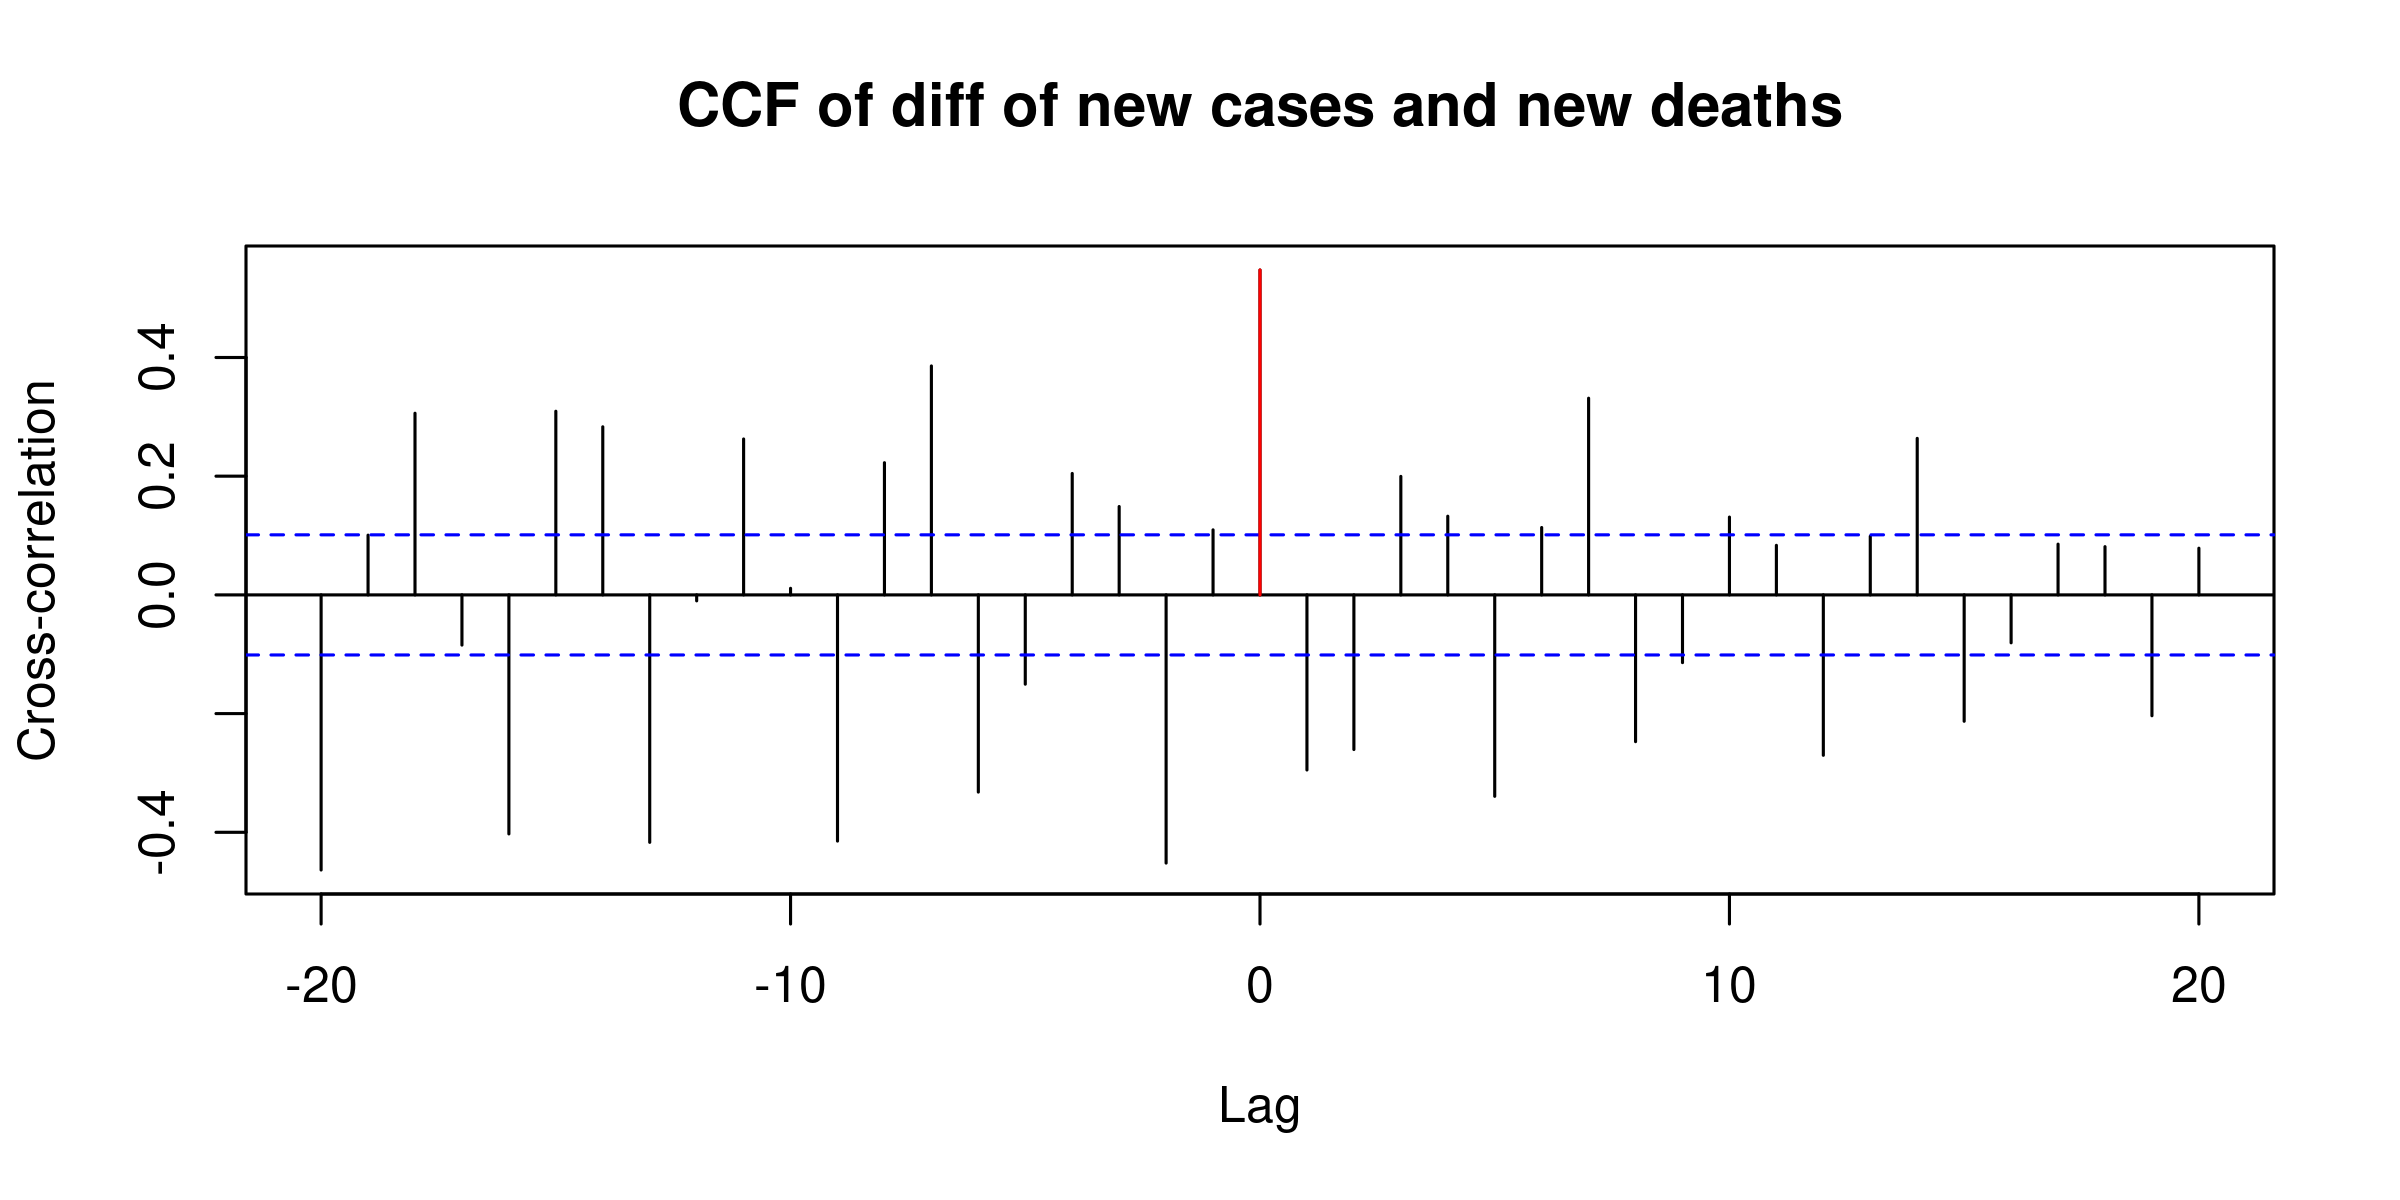 CCF of diff of new cases and new deaths
Cross-correlation
0.4
0.2
0.0
-0.4
-20 -10 0 10 20
Lag